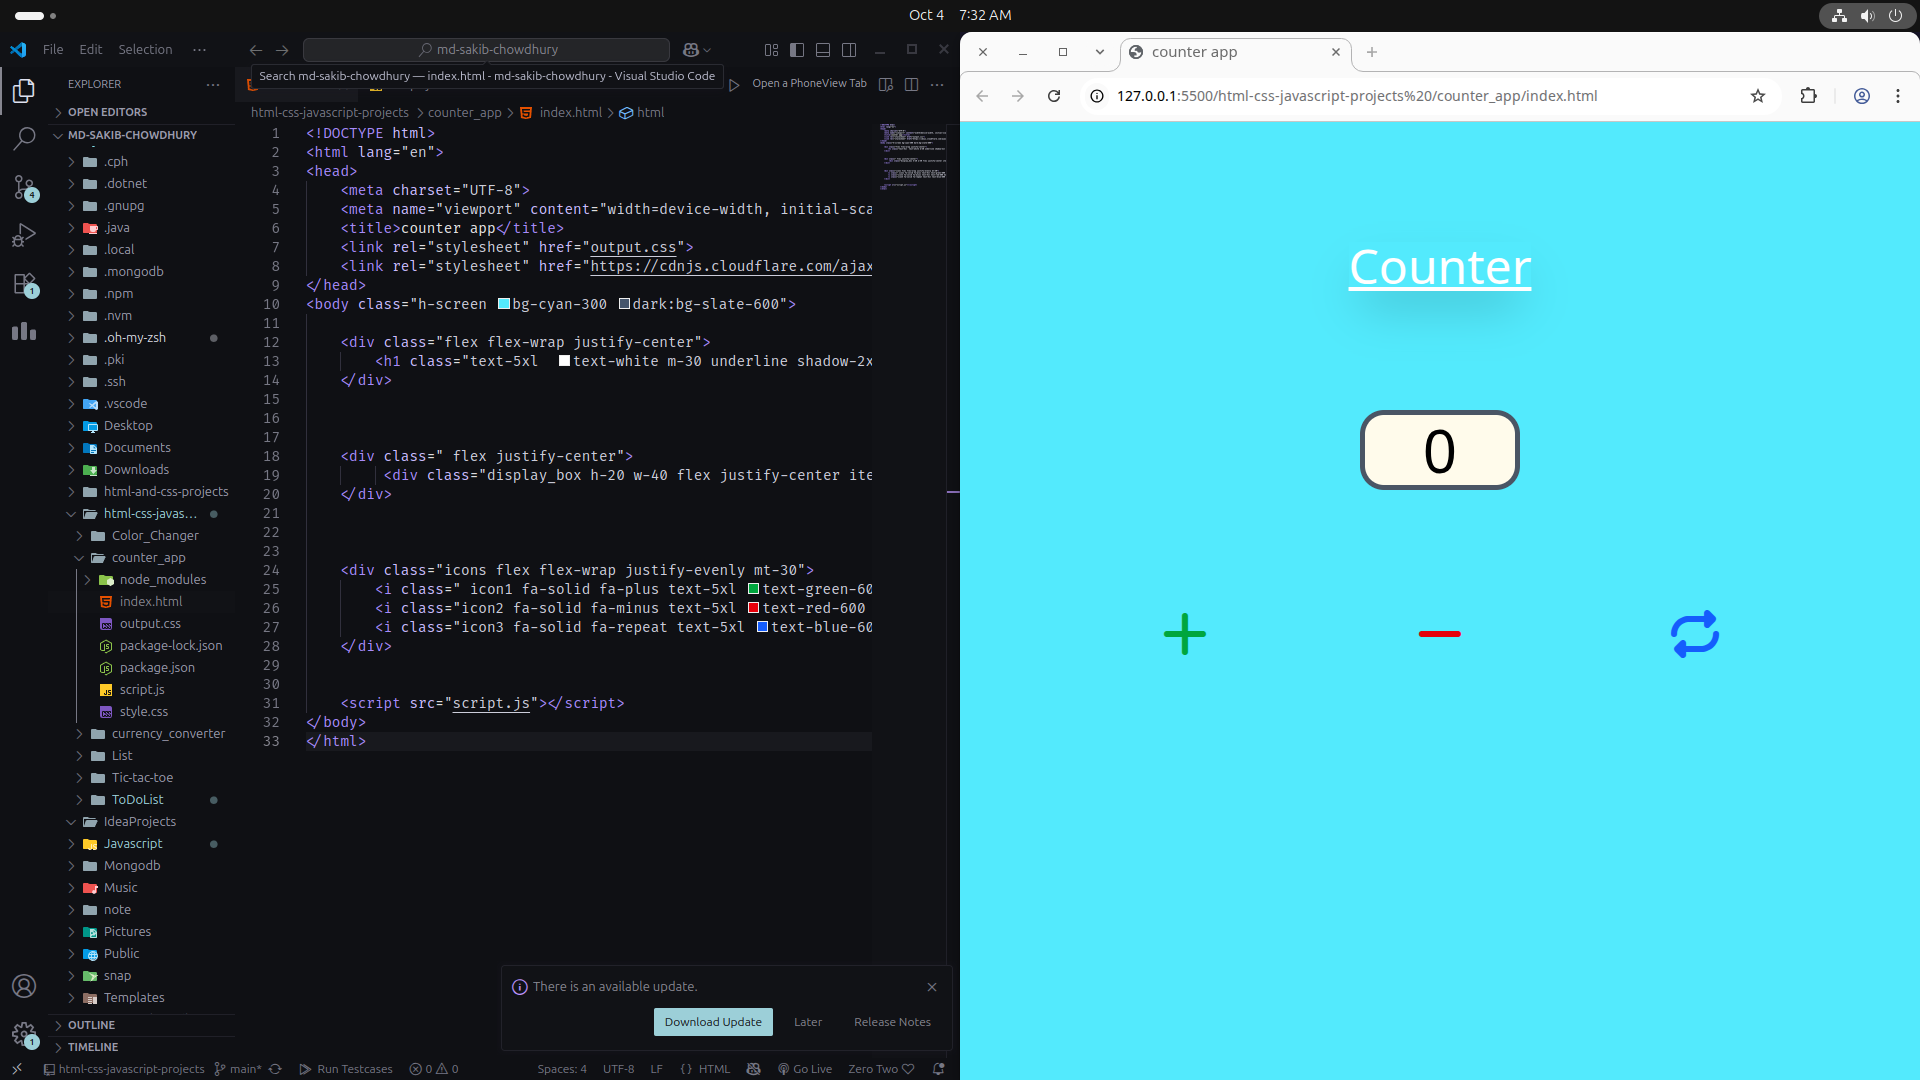 Oct 4 7:32 AM
File Edit Selection ···
md-sakib-chowdhury
Search md-sakib-chowdhury — index.html - md-sakib-chowdhury - Visual Studio Code
Open a PhoneView Tab
EXPLORER
html-css-javascript-projects > counter_app > index.html > html
OPEN EDITORS
MD-SAKIB-CHOWDHURY
.cph
.dotnet
.gnupg
.java
.local
.mongodb
.npm
.nvm
.oh-my-zsh
.pki
.ssh
.vscode
Desktop
Documents
Downloads
html-and-css-projects
html-css-javas...
Color_Changer
counter_app
node_modules
index.html
output.css
package-lock.json
package.json
script.js
style.css
currency_converter
List
Tic-tac-toe
ToDoList
IdeaProjects
Javascript
Mongodb
Music
note
Pictures
Public
snap
Templates
OUTLINE
TIMELINE
4
1
1
1 <!DOCTYPE html>
2 <html lang="en">
3 <head>
4 <meta charset="UTF-8">
5 <meta name="viewport" content="width=device-width, initial-sca
6 <title>counter app</title>
7 <link rel="stylesheet" href="output.css">
8 <link rel="stylesheet" href="https://cdnjs.cloudflare.com/ajax
9 </head>
10 <body class="h-screen bg-cyan-300 dark:bg-slate-600">
11
12 <div class="flex flex-wrap justify-center">
13 <h1 class="text-5xl text-white m-30 underline shadow-2x
14 </div>
15
16
17
18 <div class=" flex justify-center">
19 <div class="display_box h-20 w-40 flex justify-center ite
20 </div>
21
22
23
24 <div class="icons flex flex-wrap justify-evenly mt-30">
25 <i class=" icon1 fa-solid fa-plus text-5xl text-green-60
26 <i class="icon2 fa-solid fa-minus text-5xl text-red-600
27 <i class="icon3 fa-solid fa-repeat text-5xl text-blue-60
28 </div>
29
30
31 <script src="script.js"></script>
32 </body>
33 </html>
There is an available update.
Download Update Later Release Notes
html-css-javascript-projects main* Run Testcases 0 0 Spaces: 4 UTF-8 LF {} HTML Go Live Zero Two
counter app
127.0.0.1:5500/html-css-javascript-projects%20/counter_app/index.html
Counter
0